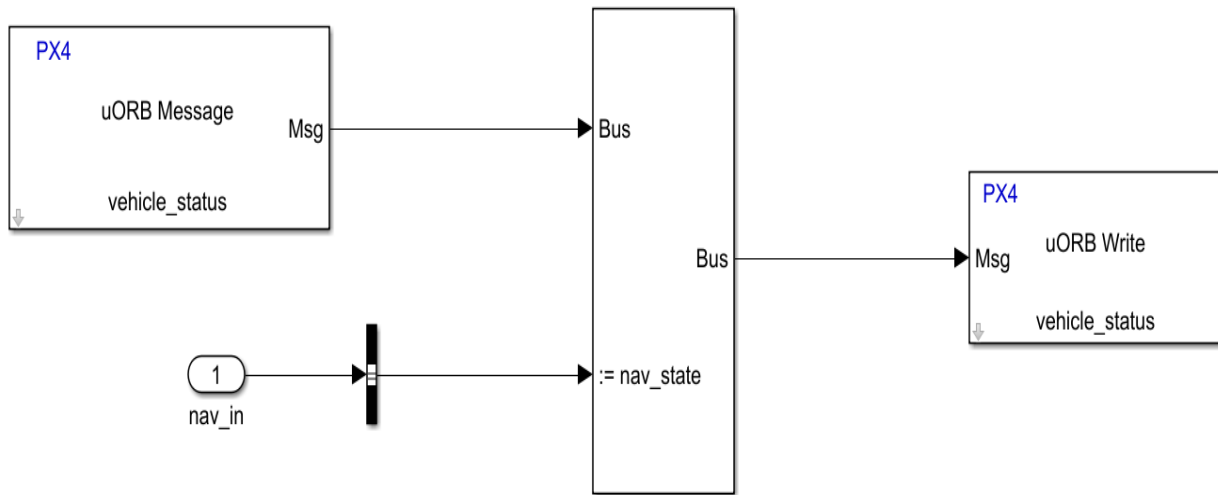 PX4
uORB Message
Msg
vehicle_status
Bus
Bus
:= nav_state
1
nav_in
PX4
uORB Write
Msg
vehicle_status